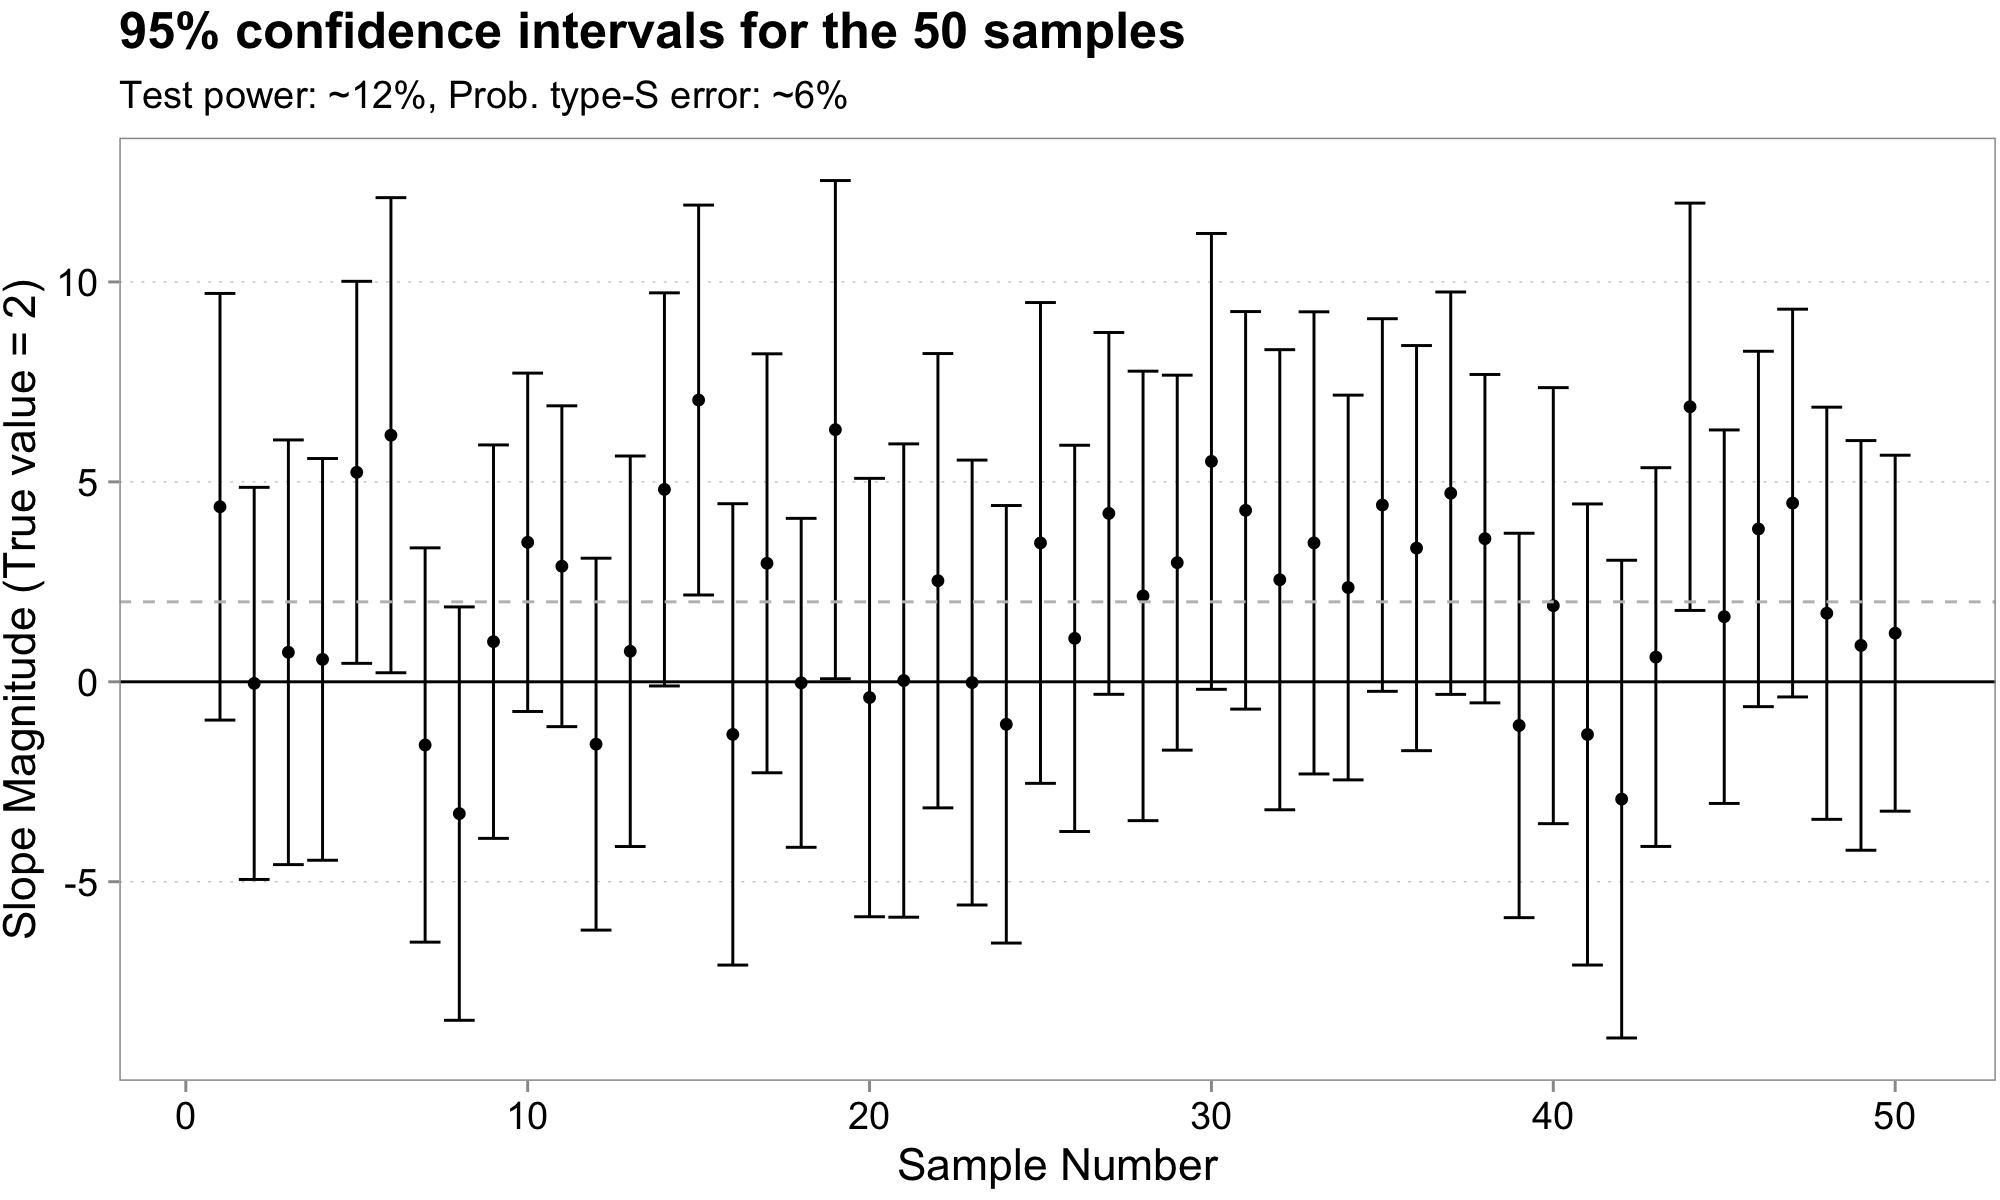 95% confidence intervals for the 50 samples
Test power: ~12%, Prob. type-S error: ~6%
Slope Magnitude (True value = 2)
10
5
0
-5
0
10
20
30
40
50
Sample Number